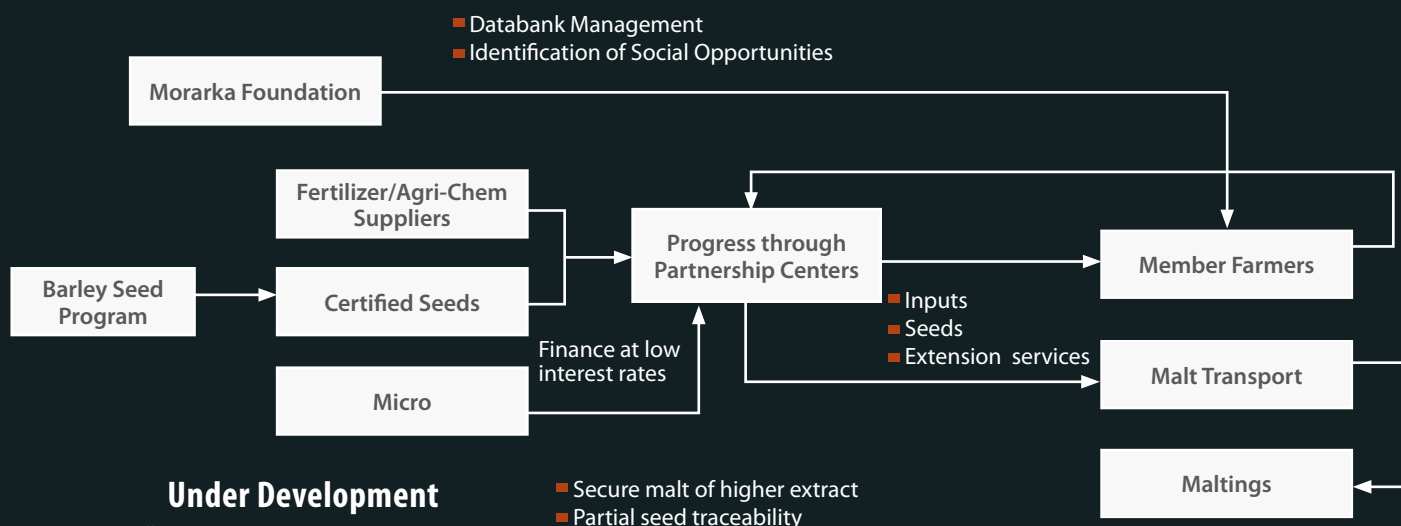 Databank Management
Identification of Social Opportunities
Morarka Foundation
Fertilizer/Agri-Chem
Suppliers
Progress through
Partnership Centers
Member Farmers
Barley Seed
Program
Certified Seeds
Inputs
Seeds
Extension services
Finance at low
interest rates
Micro
Malt Transport
Maltings
Under Development
Secure malt of higher extract
Partial seed traceability